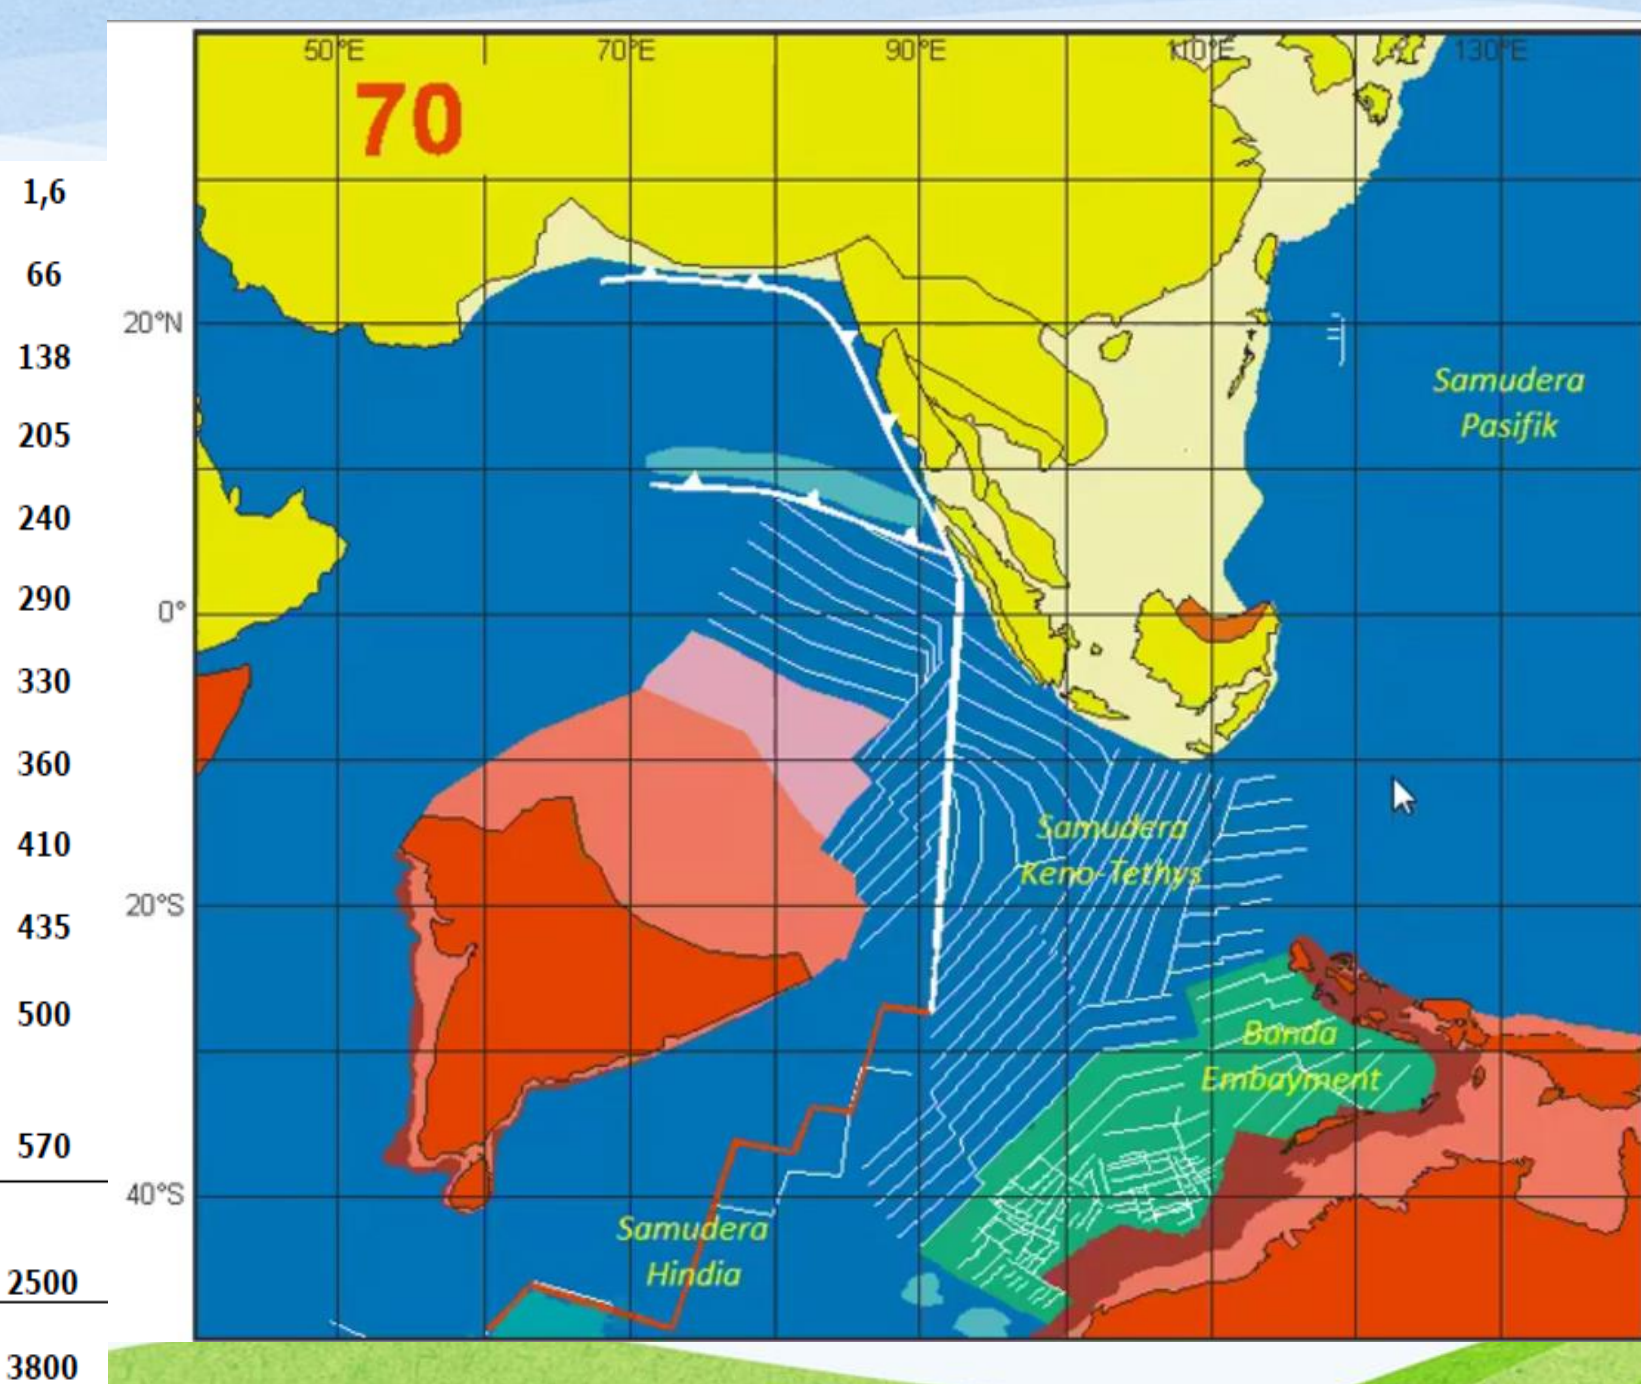 50°E
70°E
90°E
110°E
130°E
70
1,6
66
20°N
138
Samudera
Pasifik
205
240
290
0°
330
360
Samudera
Keno-Tethys
410
20°S
435
500
Banda
Embayment
570
40°S
Samudera
Hindia
2500
3800